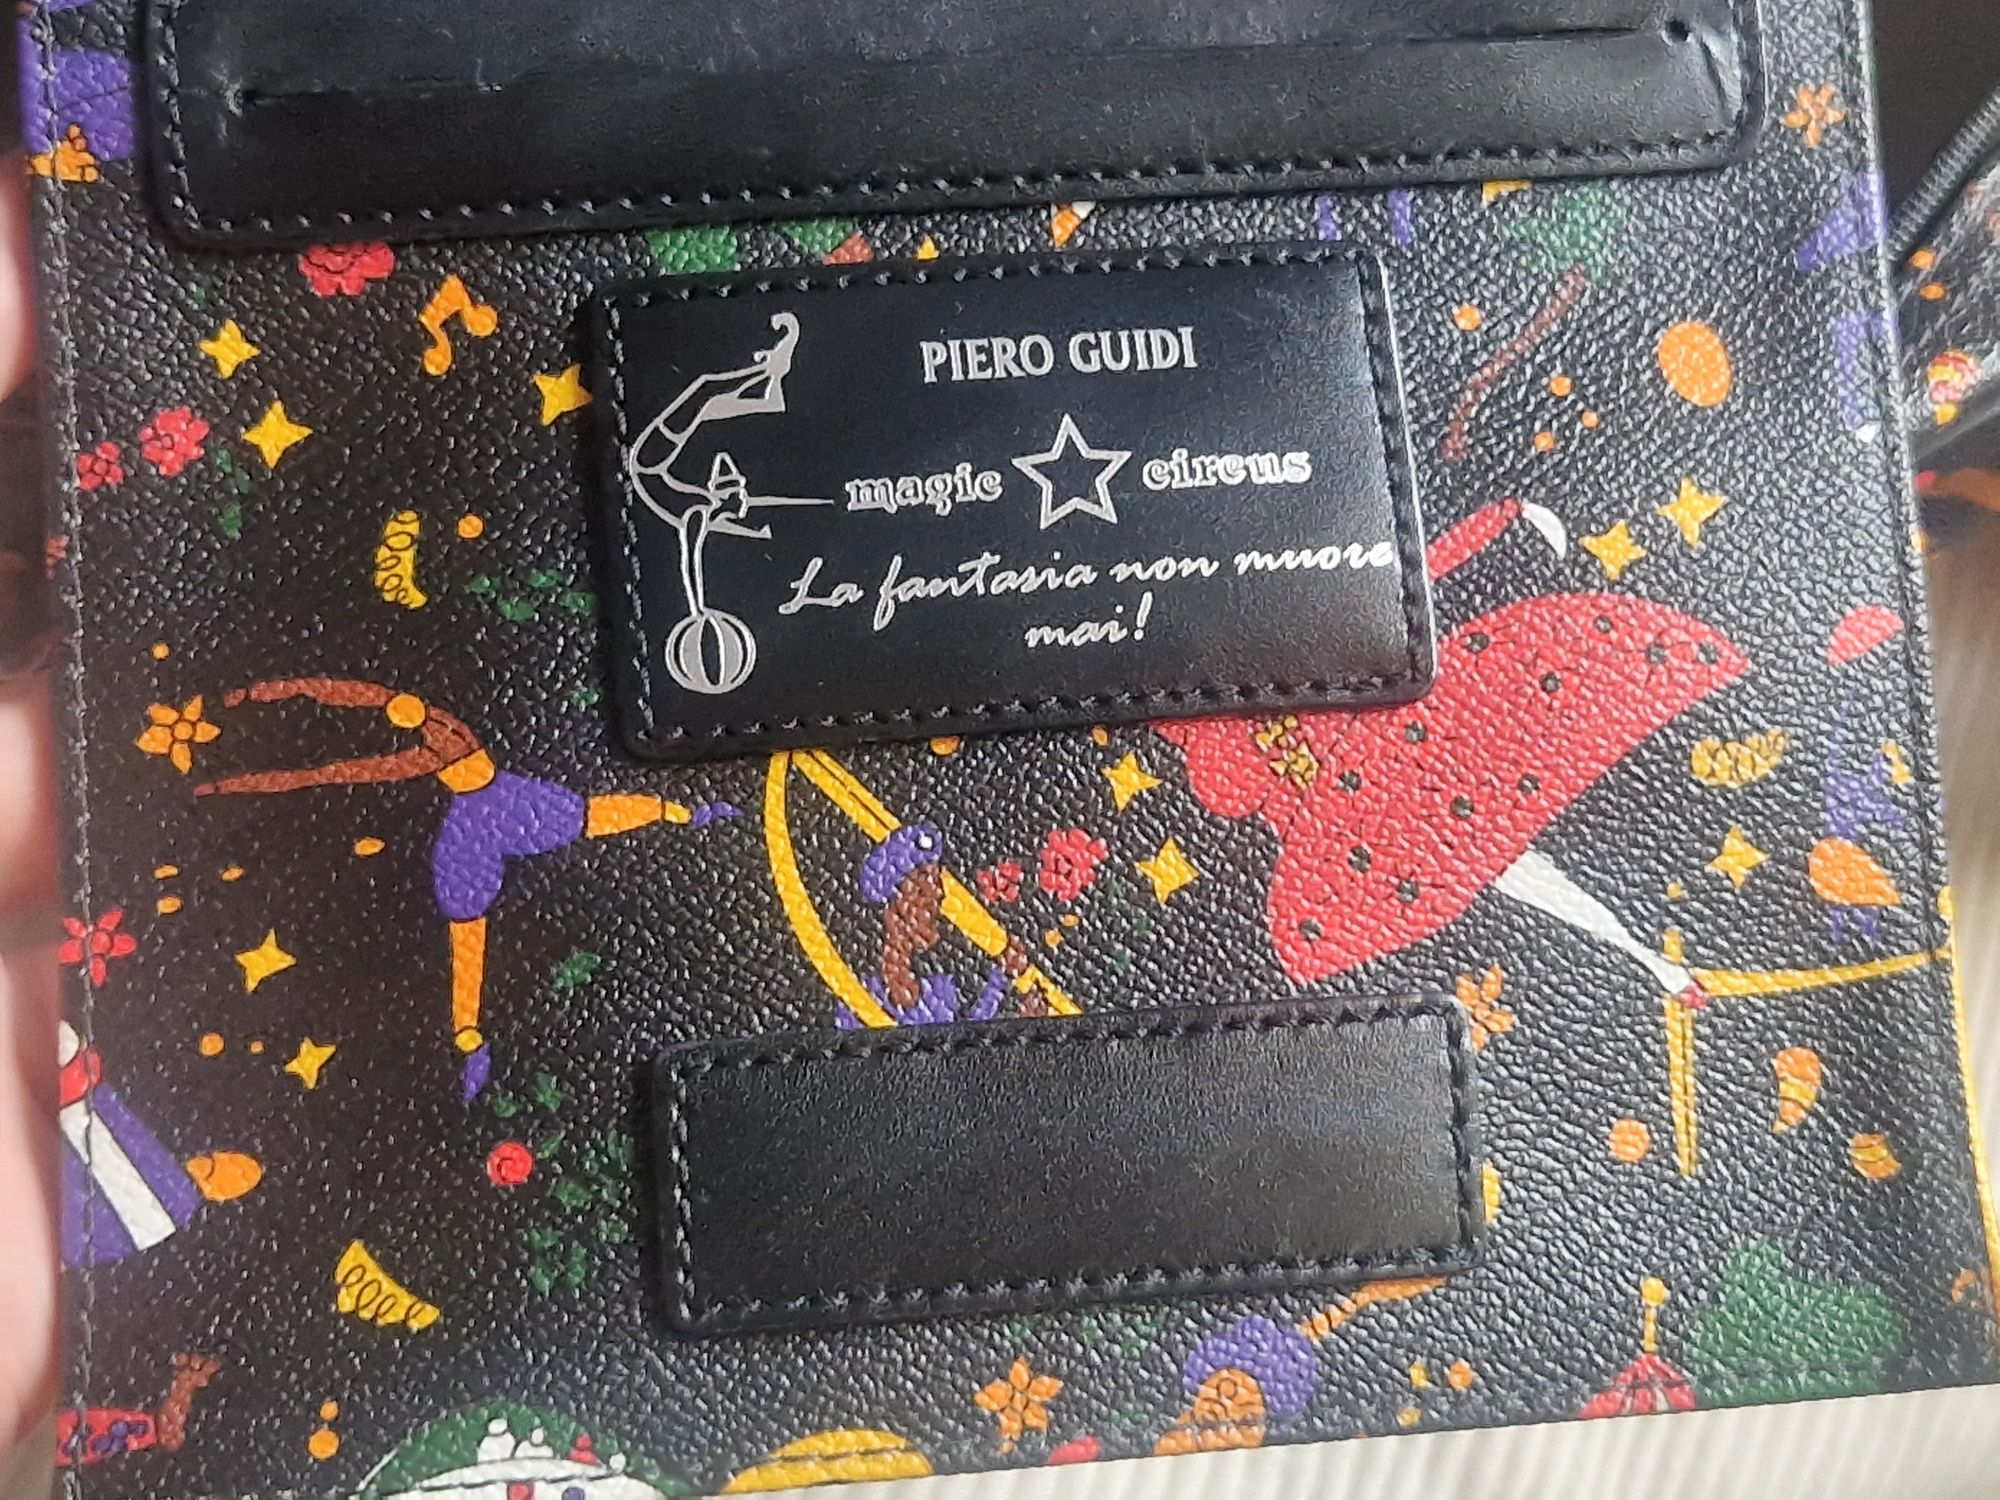 PIERO GUIDI
magic circus
La fantasia non muore
mai!